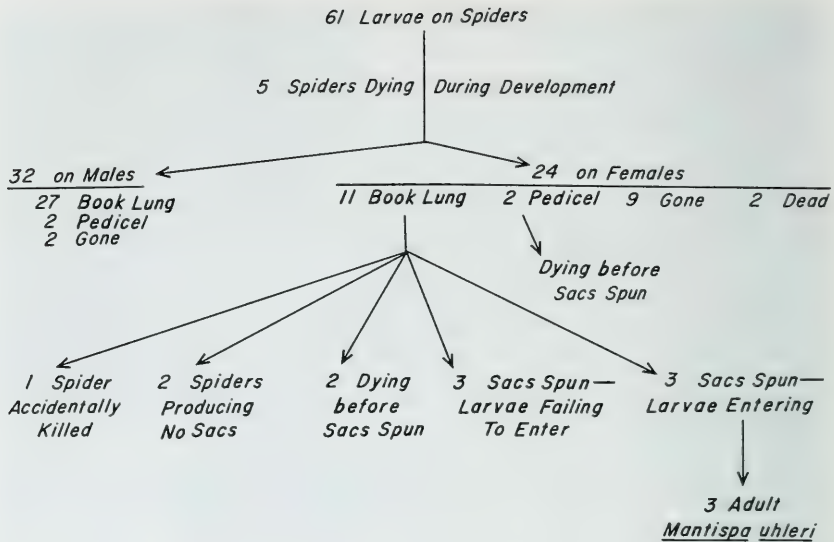 61 Larvae on Spiders
5 Spiders Dying During Development
32 on Males
27 Book Lung
2 Pedicel
2 Gone
24 on Females
11 Book Lung 2 Pedicel 9 Gone 2 Dead
Dying before
Sacs Spun
1 Spider
Accidentally
Killed
2 Spiders
Producing
No Sacs
2 Dying
before
Sacs Spun
3 Sacs Spun—
Larvae Failing
To Enter
3 Sacs Spun—
Larvae Entering
3 Adult
Mantispa uhleri